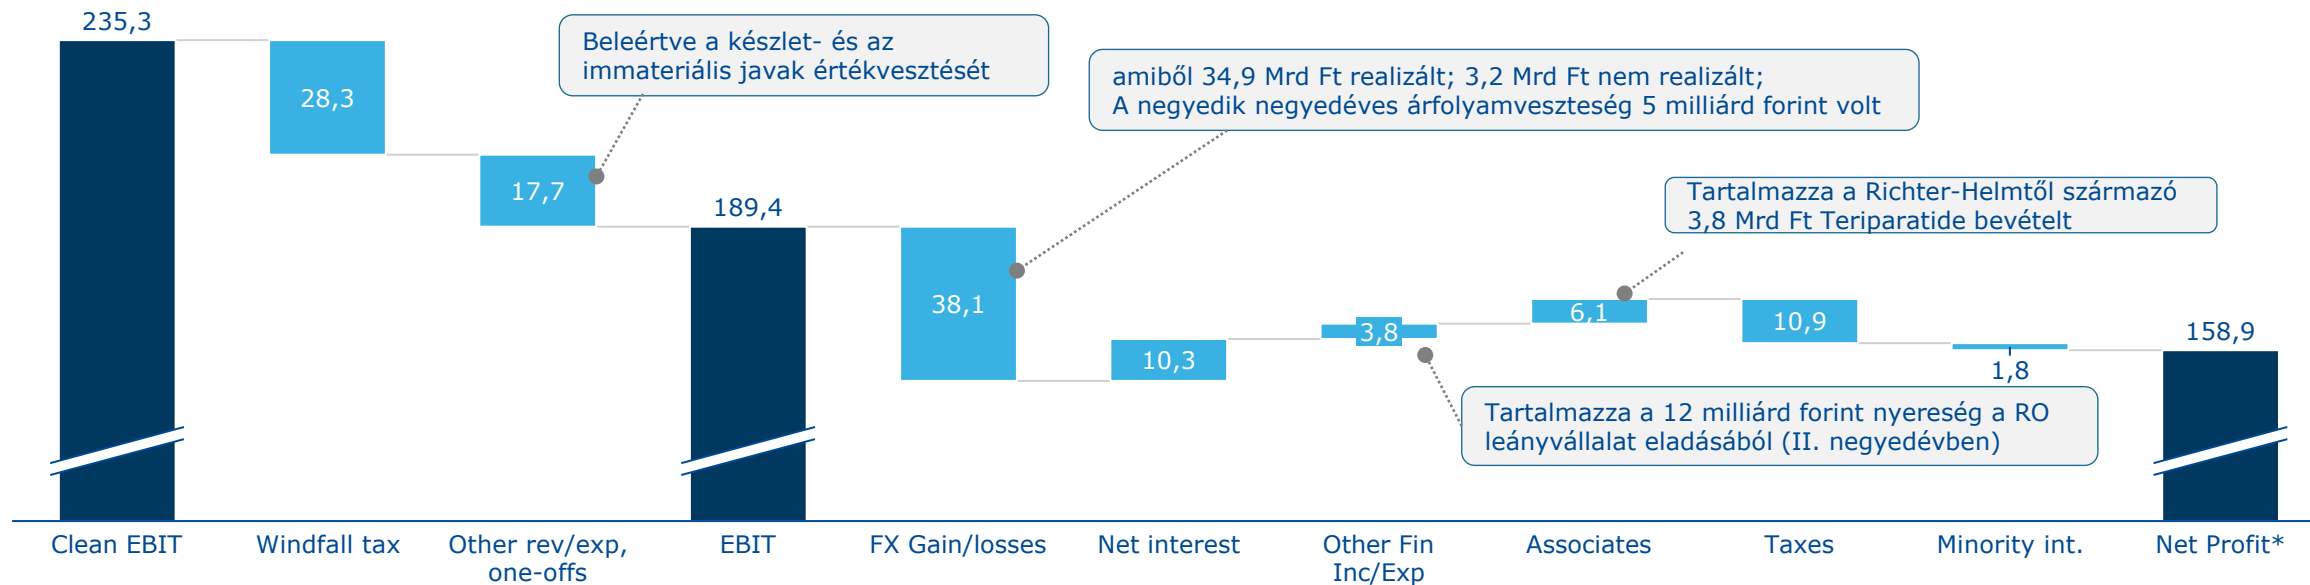 235,3
28,3
17,7
Beleértve a készlet- és az
immateriális javak értékvesztését
189,4
38,1
amiből 34,9 Mrd Ft realizált; 3,2 Mrd Ft nem realizált;
A negyedik negyedéves árfolyamveszteség 5 milliárd forint volt
10,3
3,8
Tartalmazza a 12 milliárd forint nyereség a RO
leányvállalat eladásából (II. negyedévben)
6,1
Tartalmazza a Richter-Helmtől származó
3,8 Mrd Ft Teriparatide bevételt
10,9
1,8
158,9
Clean EBIT
Windfall tax
Other rev/exp,
one-offs
EBIT
FX Gain/losses
Net interest
Other Fin
Inc/Exp
Associates
Taxes
Minority int.
Net Profit*